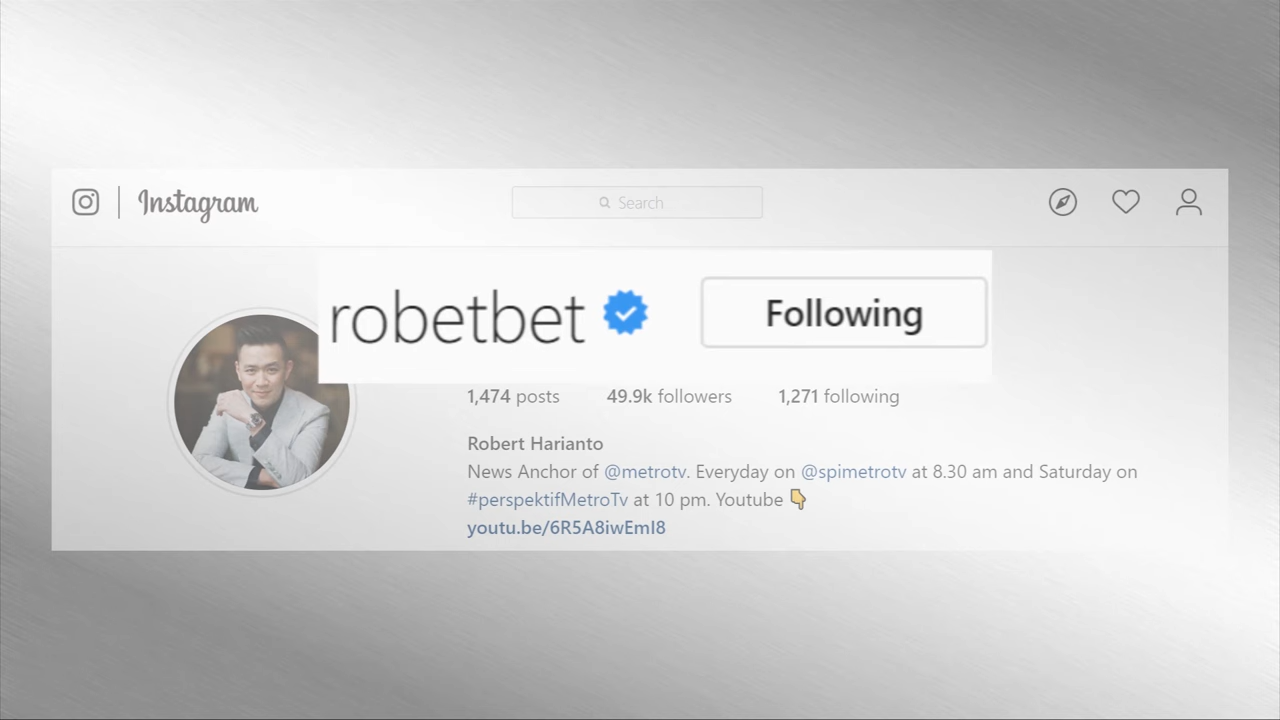 Instagram
Search
robetbet
Following
1,474 posts 49.9k followers 1,271 following
Robert Harianto
News Anchor of @metrotv. Everyday on @spimetrotv at 8.30 am and Saturday on
#perspektifMetroTv at 10 pm. Youtube 👇
youtu.be/6R5A8iwEmI8